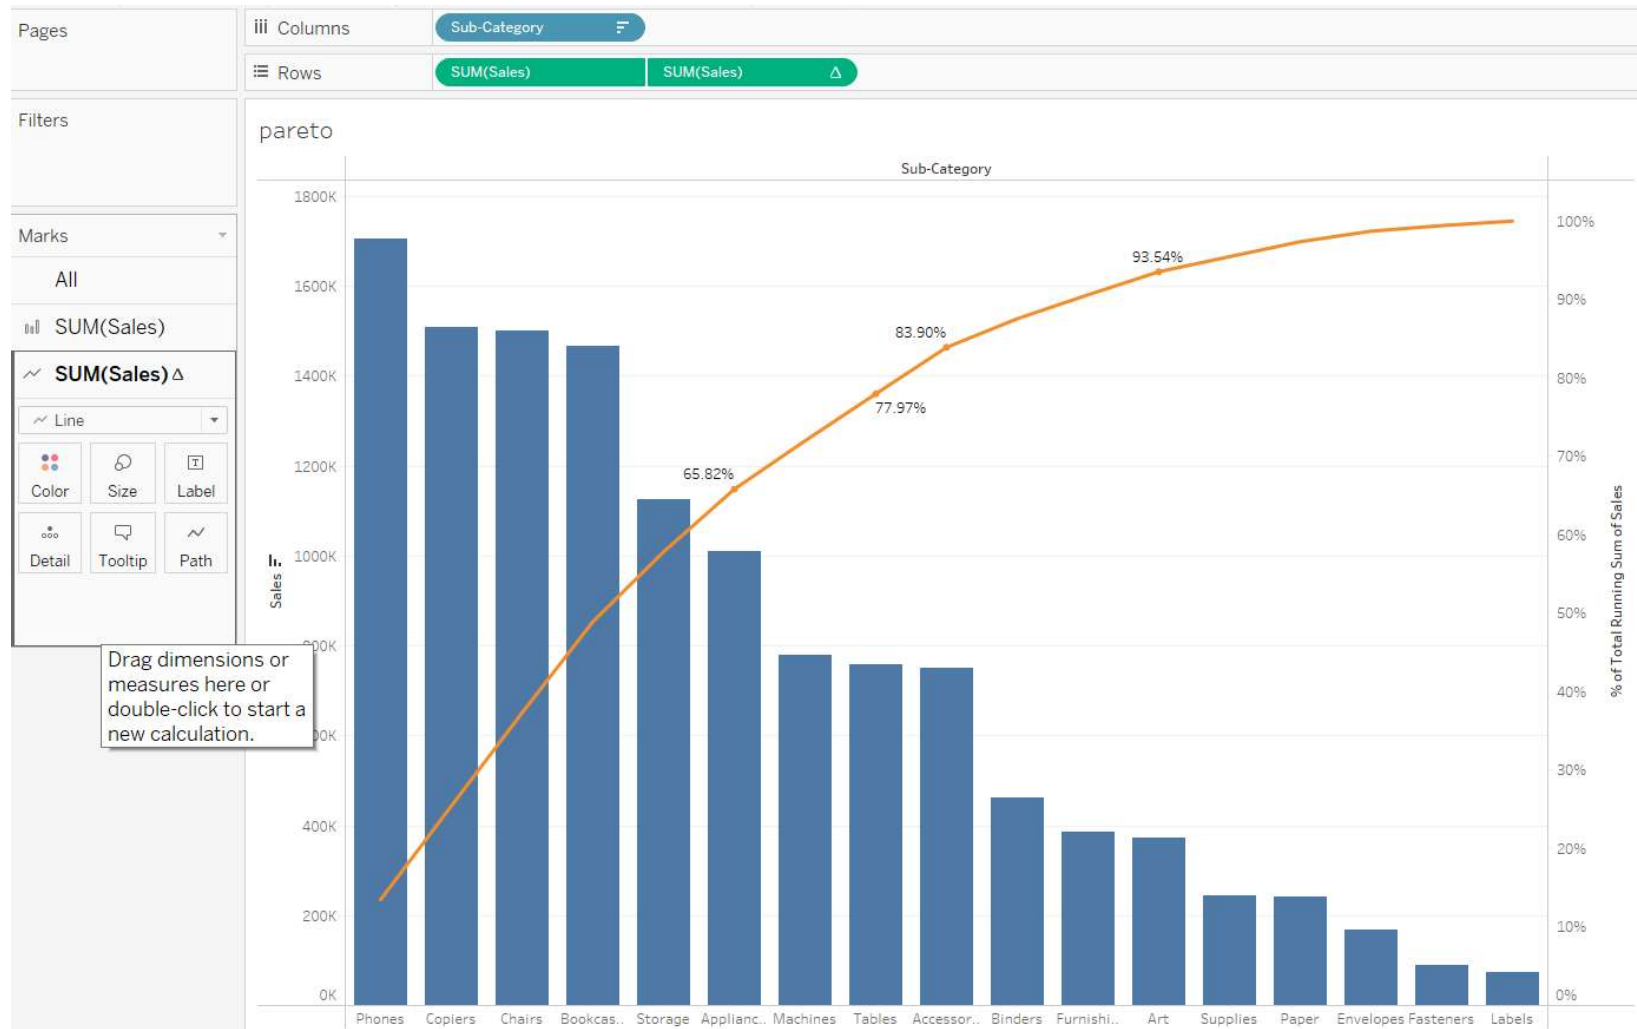 Pages
Columns
Sub-Category
Rows
SUM(Sales)
SUM(Sales)
Filters
Marks
All
SUM(Sales)
SUM(Sales)
Line
Color
Size
Label
Detail
Tooltip
Path
Drag dimensions or
measures here or
double-click to start a
new calculation.
pareto
Sub-Category
1800K
1600K
1400K
1200K
1000K
800K
400K
200K
0K
Sales
65.82%
77.97%
83.90%
93.54%
100%
90%
80%
70%
60%
50%
40%
30%
20%
10%
0%
% of Total Running Sum of Sales
Phones Copiers Chairs Bookcas.. Storage Applianc.. Machines Tables Accessor.. Binders Furnishi.. Art Supplies Paper Envelopes Fasteners Labels